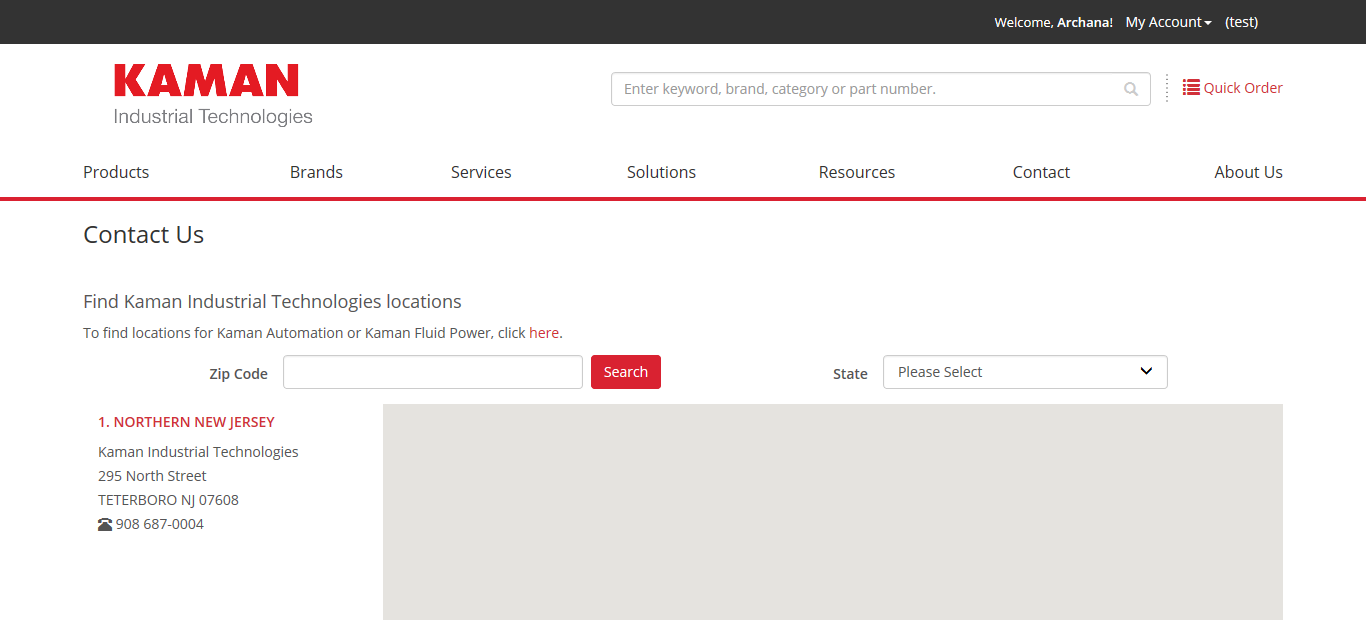 Welcome, Archana! My Account (test)
KAMAN
Industrial Technologies
Enter keyword, brand, category or part number.
Quick Order
Products Brands Services Solutions Resources Contact About Us
Contact Us
Find Kaman Industrial Technologies locations
To find locations for Kaman Automation or Kaman Fluid Power, click here.
Zip Code Search State Please Select
1. NORTHERN NEW JERSEY
Kaman Industrial Technologies
295 North Street
TETERBORO NJ 07608
908 687-0004